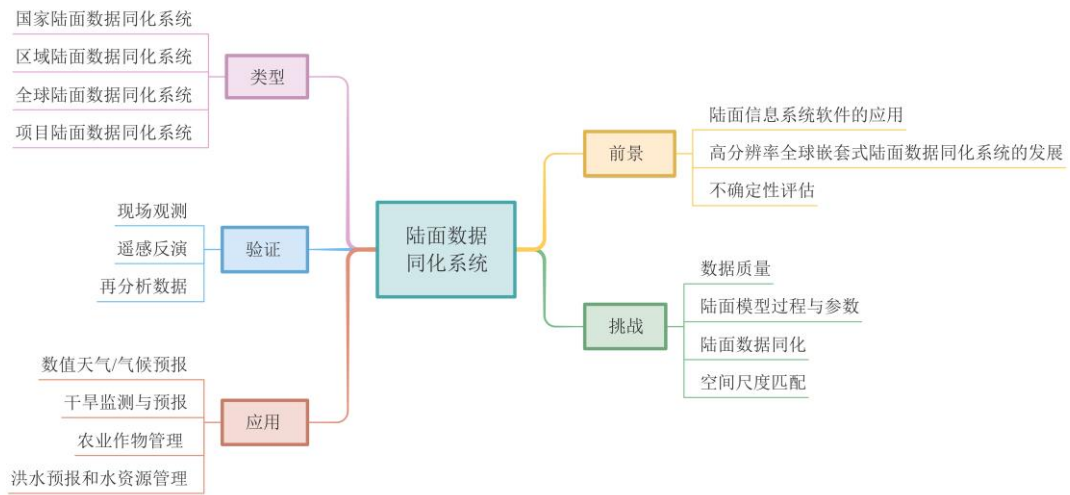 国家陆面数据同化系统
区域陆面数据同化系统
全球陆面数据同化系统
项目陆面数据同化系统
类型
现场观测
遥感反演
再分析数据
验证
数值天气/气候预报
干旱监测与预报
农业作物管理
洪水预报和水资源管理
应用
陆面数据
同化系统
前景
陆面信息系统软件的应用
高分辨率全球嵌套式陆面数据同化系统的发展
不确定性评估
挑战
数据质量
陆面模型过程与参数
陆面数据同化
空间尺度匹配